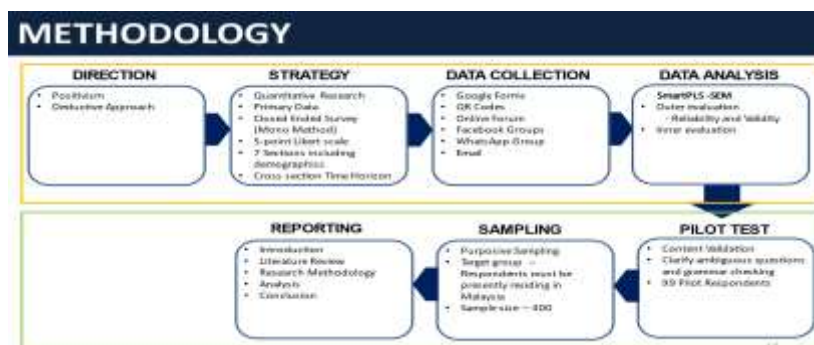 METHODOLOGY
DIRECTION
• Positivism
• Deductive Approach
STRATEGY
• Quantitative Research
• Primary Data
• Closed Ended Survey
(Mono Method)
• 5-point Likert scale
• 7 Sections including
demographics
• Cross section Time Horizon
DATA COLLECTION
• Google Forms
• QR Codes
• Online Forum
• Facebook Groups
• WhatsApp Group
• Email
DATA ANALYSIS
SmartPLS -SEM
• Outer evaluation
- Reliability and Validity
• Inner evaluation
PILOT TEST
• Content Validation
• Clarify ambiguous questions
and grammar checking
• 99 Pilot Respondents
SAMPLING
• Purposive Sampling
• Target group –
Respondents must be
presently residing in
Malaysia
• Sample size – 400
REPORTING
• Introduction
• Literature Review
• Research Methodology
• Analysis
• Conclusion